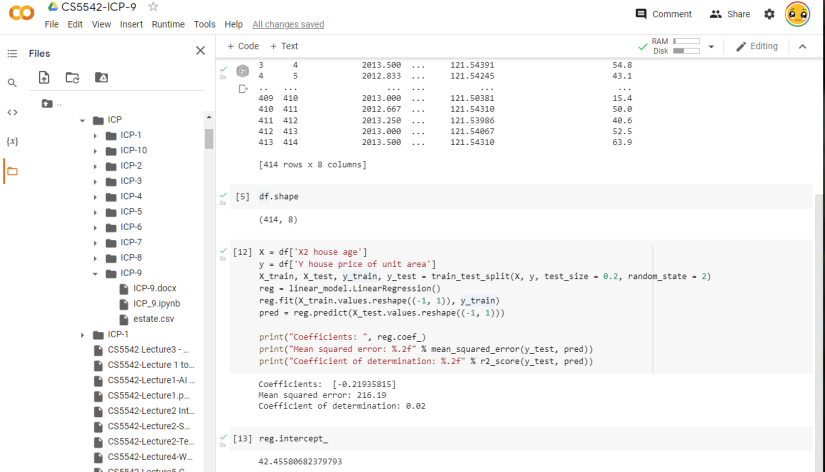 CS5542-ICP-9
File Edit View Insert Runtime Tools Help All changes saved
Comment Share
Files
+ Code + Text
RAM
Disk
Editing
..
ICP
ICP-1
ICP-10
ICP-2
ICP-3
ICP-4
ICP-5
ICP-6
ICP-7
ICP-8
ICP-9
ICP-9.docx
ICP_9.ipynb
estate.csv
ICP-1
CS5542 Lecture3 - ...
CS5542-Lecture 1 to...
CS5542-Lecture1-AI ...
CS5542-Lecture1.p...
CS5542-Lecture2 Int...
CS5542-Lecture2-S...
CS5542-Lecture2-Te...
CS5542-Lecture4-W...
CS5542-Lecture5-C
3 4 2013.500 ... 121.54391 54.8
4 5 2012.833 ... 121.54245 43.1
.. ... ... ... ... ...
409 410 2013.000 ... 121.50381 15.4
410 411 2012.667 ... 121.54310 50.0
411 412 2013.250 ... 121.53986 40.6
412 413 2013.000 ... 121.54067 52.5
413 414 2013.500 ... 121.54310 63.9
[414 rows x 8 columns]
[5] df.shape
0s
(414, 8)
[12] X = df['X2 house age']
0s
y = df['Y house price of unit area']
X_train, X_test, y_train, y_test = train_test_split(X, y, test_size = 0.2, random_state = 2)
reg = linear_model.LinearRegression()
reg.fit(X_train.values.reshape((-1, 1)), y_train)
pred = reg.predict(X_test.values.reshape((-1, 1)))
print("Coefficients: ", reg.coef_)
print("Mean squared error: %.2f" % mean_squared_error(y_test, pred))
print("Coefficient of determination: %.2f" % r2_score(y_test, pred))
Coefficients: [-0.21935815]
Mean squared error: 216.19
Coefficient of determination: 0.02
[13] reg.intercept_
0s
42.45580682379793